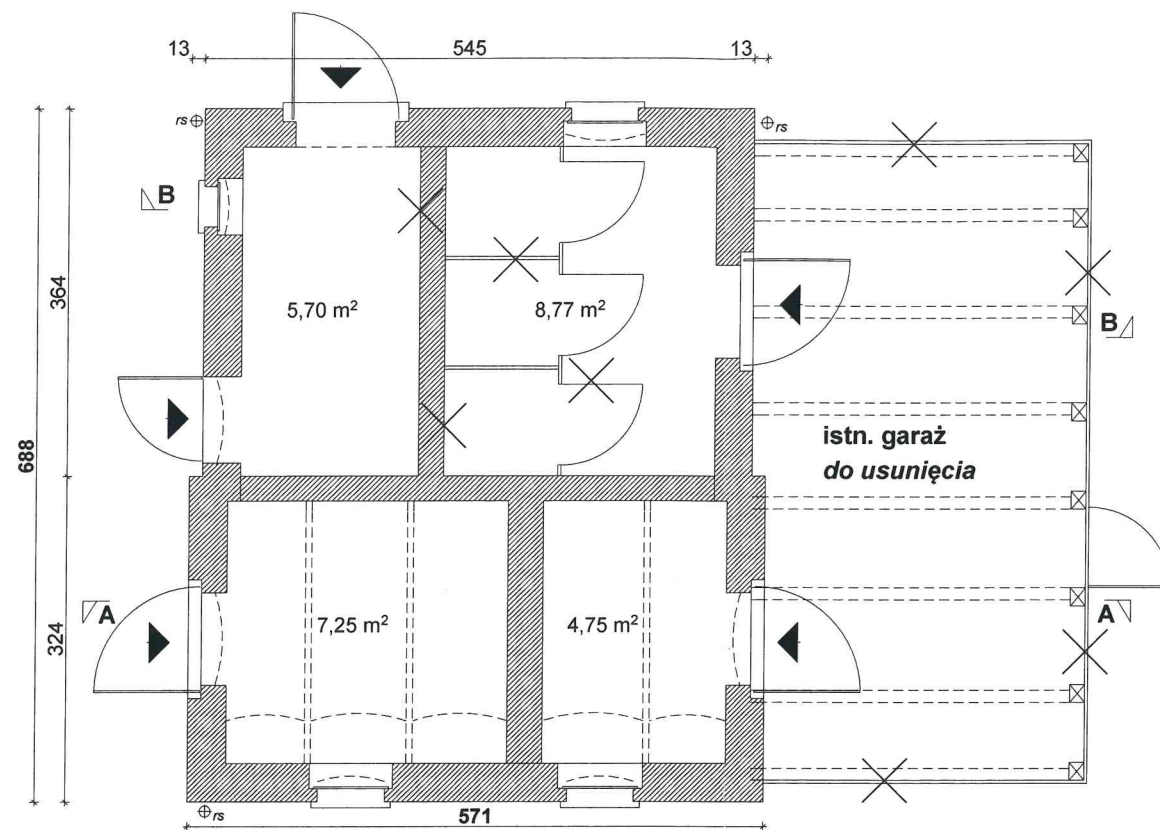 13 545 13
rs rs
B
364
5,70 m² 8,77 m²
B
688
istn. garaż
do usunięcia
A A
324
7,25 m² 4,75 m²
rs
571